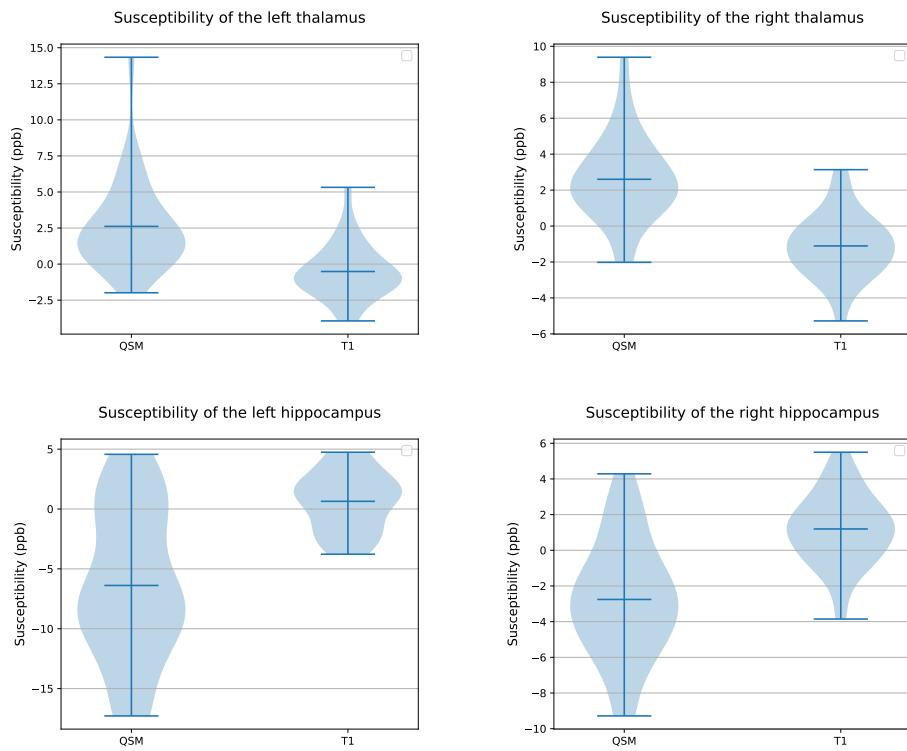 Susceptibility of the left thalamus
15.0
12.5
10.0
7.5
5.0
2.5
0.0
−2.5
Susceptibility (ppb)
QSM
T1
Susceptibility of the right thalamus
10
8
6
4
2
0
−2
−4
−6
Susceptibility (ppb)
QSM
T1
Susceptibility of the left hippocampus
5
0
−5
−10
−15
Susceptibility (ppb)
QSM
T1
Susceptibility of the right hippocampus
6
4
2
0
−2
−4
−6
−8
−10
Susceptibility (ppb)
QSM
T1